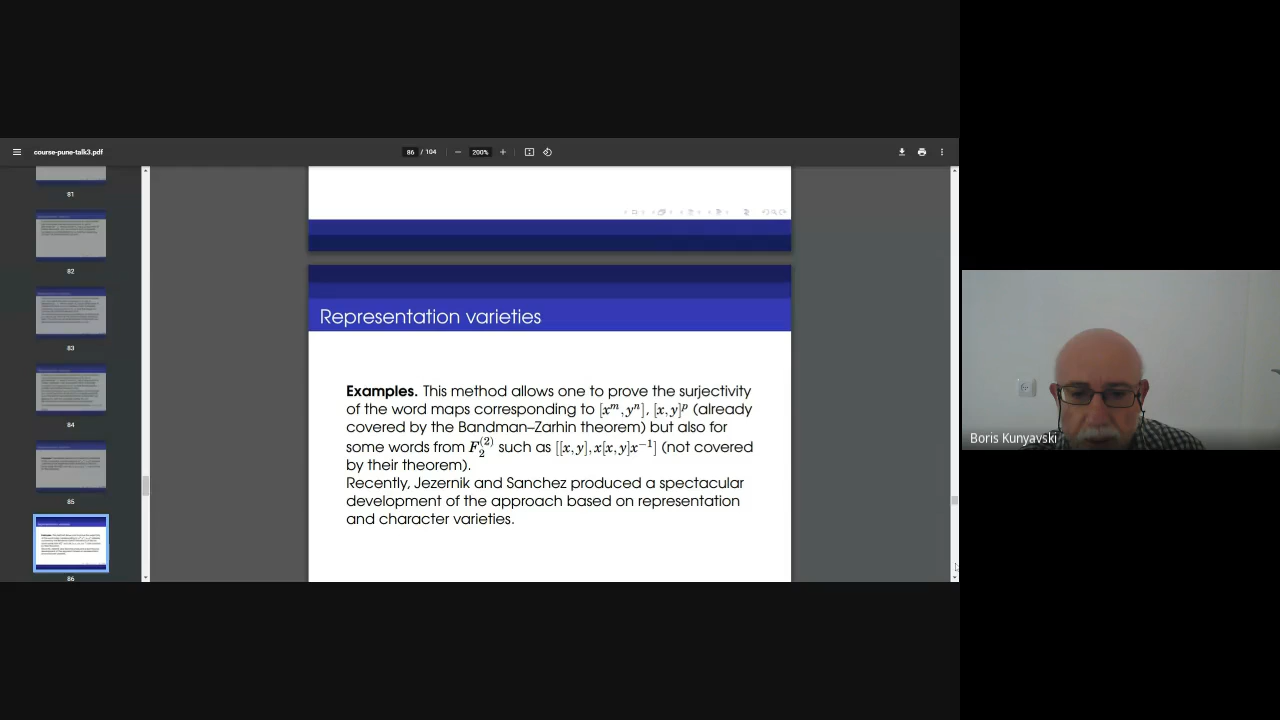 course-pune-talk3.pdf
86 / 104
200%
81
82
83
84
85
86
Representation varieties
Examples. This method allows one to prove the surjectivity
of the word maps corresponding to [x^m, y^n], [x, y]^p (already
covered by the Bandman–Zarhin theorem) but also for
some words from F_2^{(2)} such as [[x, y], x[x, y]x^{-1}] (not covered
by their theorem).
Recently, Jezernik and Sanchez produced a spectacular
development of the approach based on representation
and character varieties.
Boris Kunyavski